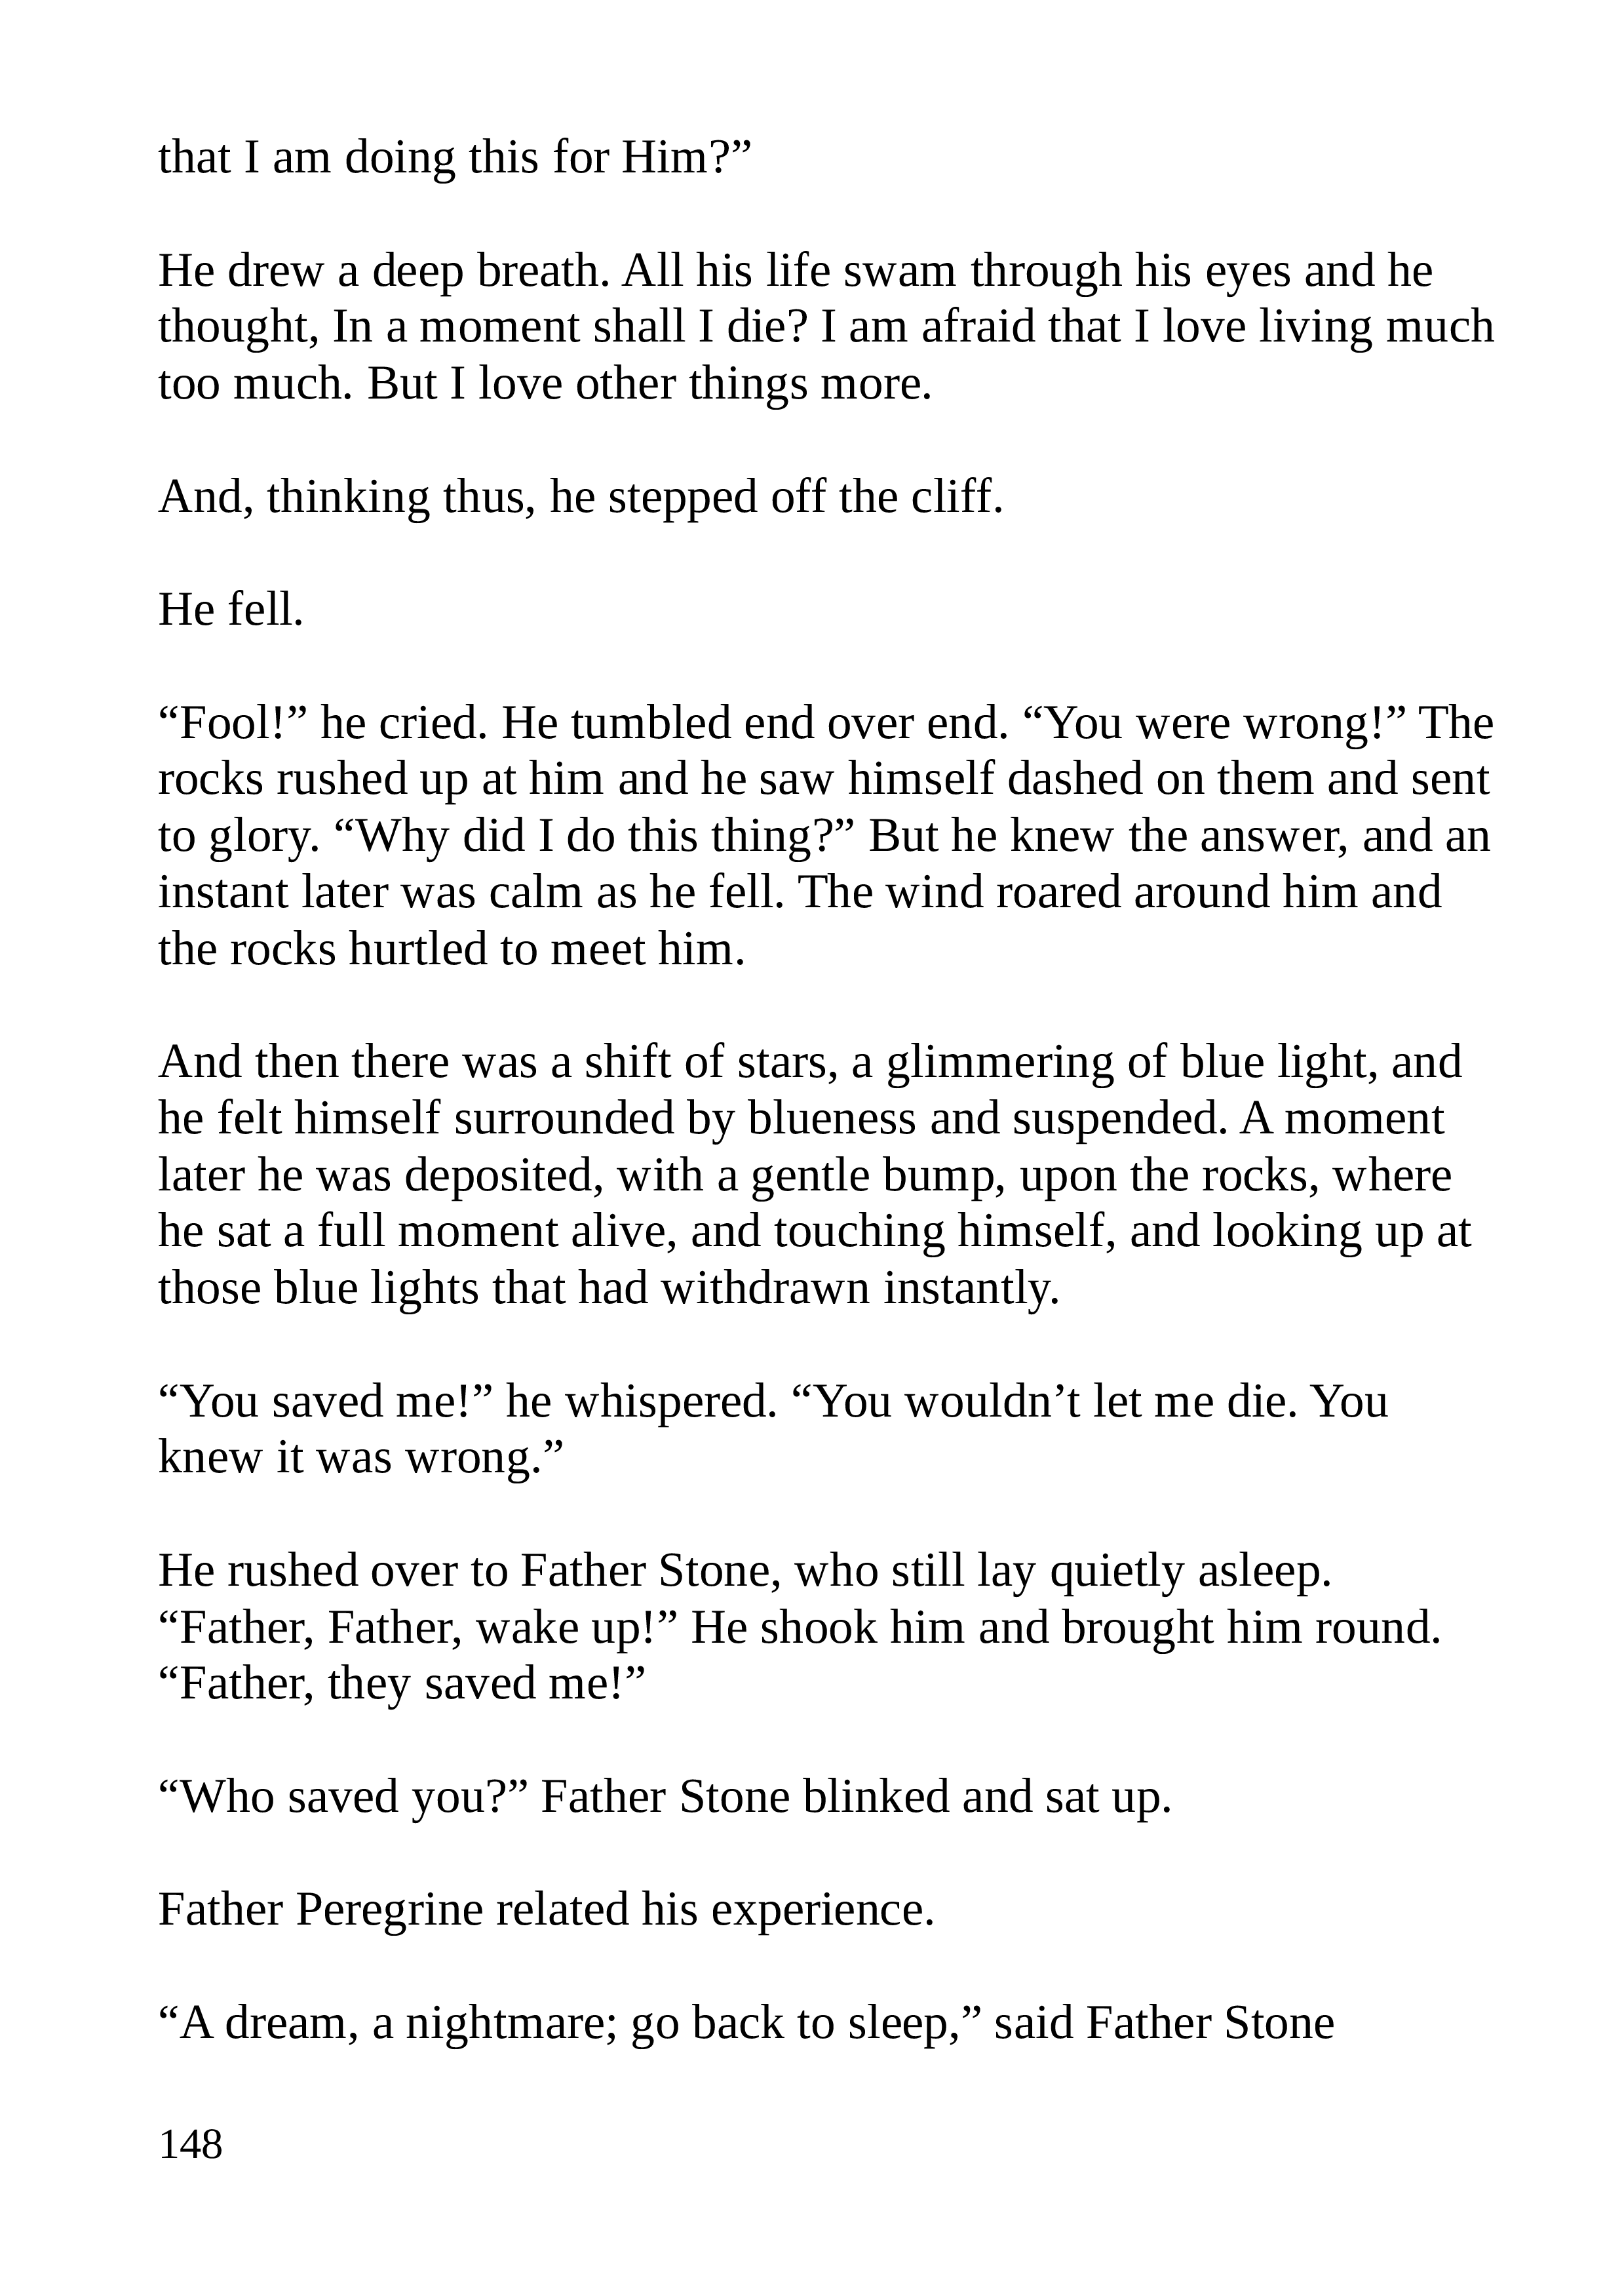 that I am doing this for Him?”
He drew a deep breath. All his life swam through his eyes and he
thought, In a moment shall I die? I am afraid that I love living much
too much. But I love other things more.
And, thinking thus, he stepped off the cliff.
He fell.
“Fool!” he cried. He tumbled end over end. “You were wrong!” The
rocks rushed up at him and he saw himself dashed on them and sent
to glory. “Why did I do this thing?” But he knew the answer, and an
instant later was calm as he fell. The wind roared around him and
the rocks hurtled to meet him.
And then there was a shift of stars, a glimmering of blue light, and
he felt himself surrounded by blueness and suspended. A moment
later he was deposited, with a gentle bump, upon the rocks, where
he sat a full moment alive, and touching himself, and looking up at
those blue lights that had withdrawn instantly.
“You saved me!” he whispered. “You wouldn’t let me die. You
knew it was wrong.”
He rushed over to Father Stone, who still lay quietly asleep.
“Father, Father, wake up!” He shook him and brought him round.
“Father, they saved me!”
“Who saved you?” Father Stone blinked and sat up.
Father Peregrine related his experience.
“A dream, a nightmare; go back to sleep,” said Father Stone
148